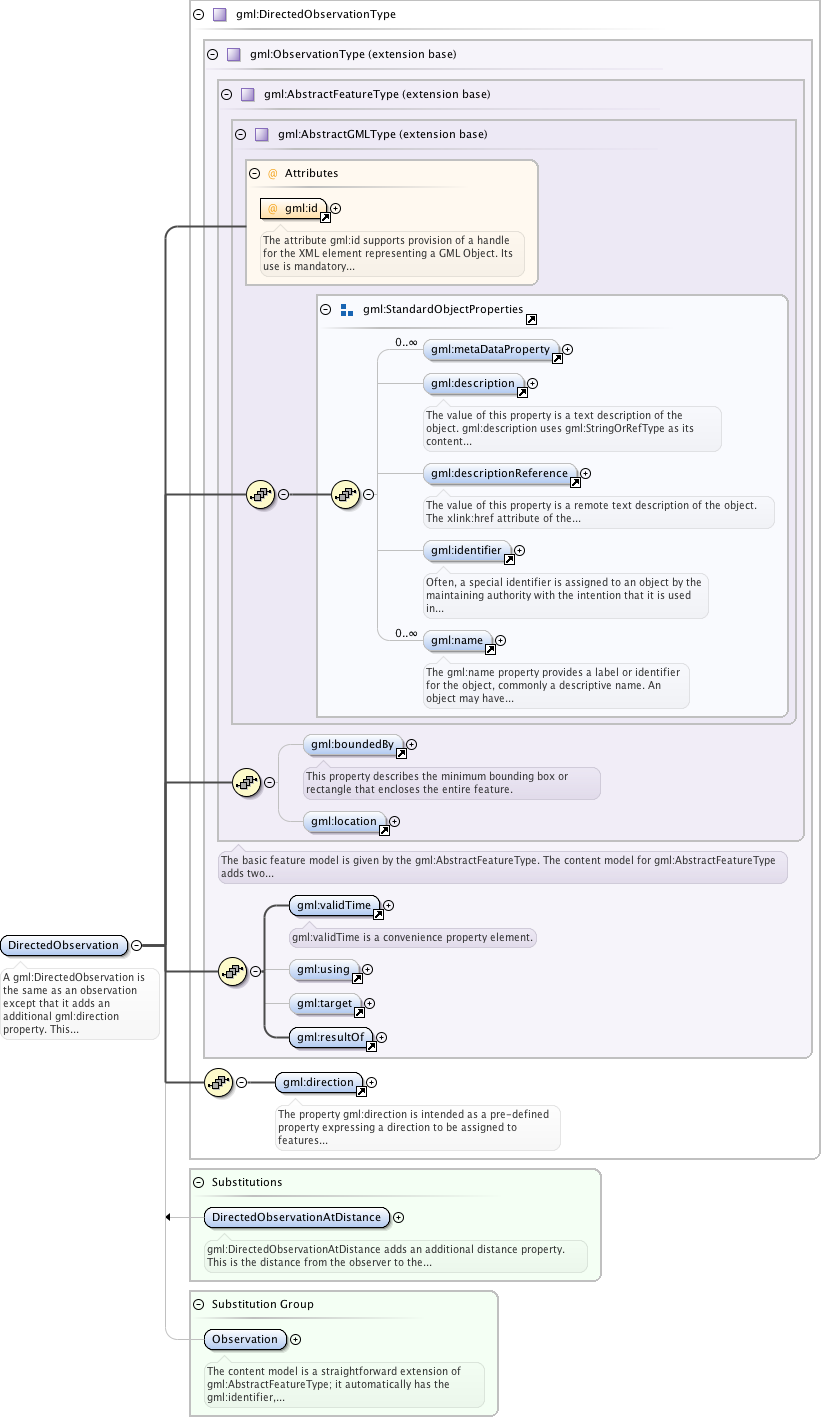 gml:DirectedObservationType
gml:ObservationType (extension base)
gml:AbstractFeatureType (extension base)
gml:AbstractGMLType (extension base)
@ Attributes
@ gml:id
The attribute gml:id supports provision of a handle
for the XML element representing a GML Object. Its
use is mandatory...
gml:StandardObjectProperties
0..∞
gml:metaDataProperty
gml:description
The value of this property is a text description of the
object. gml:description uses gml:StringOrRefType as its
content...
gml:descriptionReference
The value of this property is a remote text description of the object.
The xlink:href attribute of the...
gml:identifier
Often, a special identifier is assigned to an object by the
maintaining authority with the intention that it is used
in...
0..∞
gml:name
The gml:name property provides a label or identifier
for the object, commonly a descriptive name. An
object may have...
gml:boundedBy
This property describes the minimum bounding box or
rectangle that encloses the entire feature.
gml:location
The basic feature model is given by the gml:AbstractFeatureType. The content model for gml:AbstractFeatureType
adds two...
gml:validTime
gml:validTime is a convenience property element.
gml:using
gml:target
gml:resultOf
DirectedObservation
A gml:DirectedObservation is
the same as an observation
except that it adds an
additional gml:direction
property. This...
gml:direction
The property gml:direction is intended as a pre-defined
property expressing a direction to be assigned to
features...
Substitutions
DirectedObservationAtDistance
gml:DirectedObservationAtDistance adds an additional distance property.
This is the distance from the observer to the...
Substitution Group
Observation
The content model is a straightforward extension of
gml:AbstractFeatureType; it automatically has the
gml:identifier,...